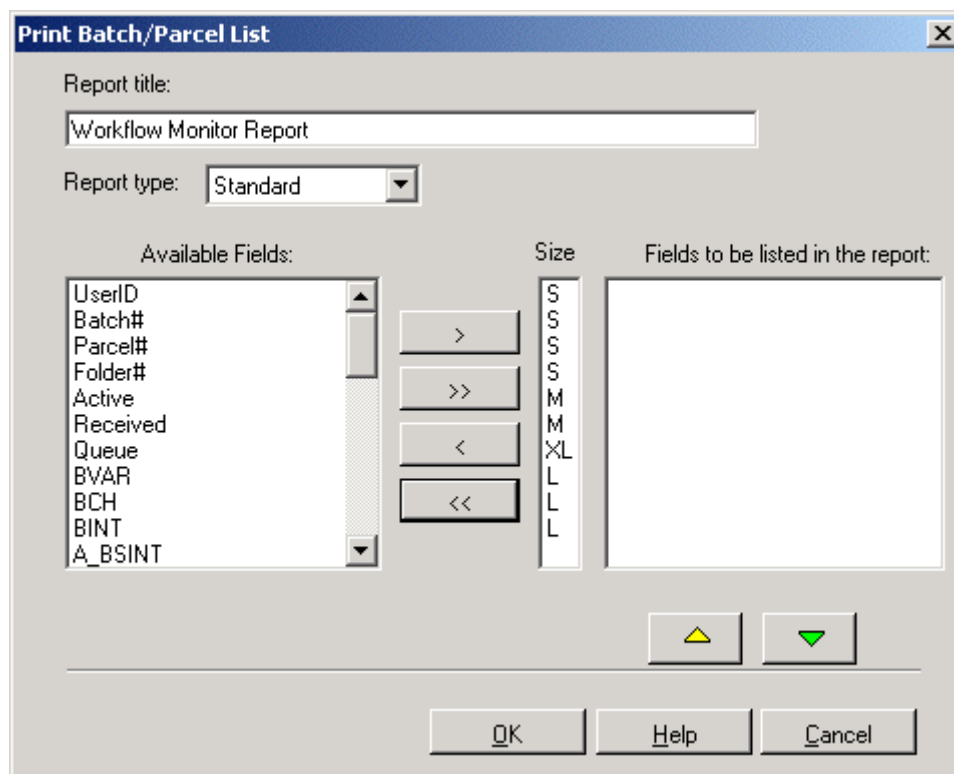 Print Batch/Parcel List
Report title:
Workflow Monitor Report
Report type: Standard
Available Fields:
UserID
Batch#
Parcel#
Folder#
Active
Received
Queue
BVAR
BCH
BINT
A_BSINT
>
>>
<
<<
Size
S
S
S
S
M
M
XL
L
L
L
Fields to be listed in the report:
OK
Help
Cancel